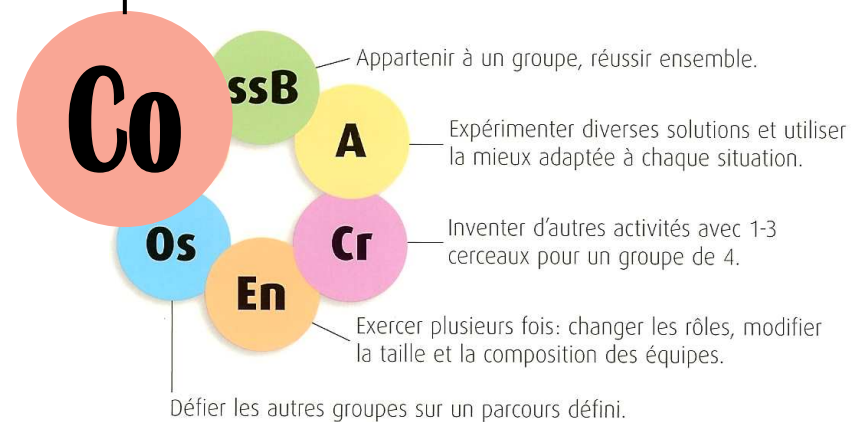 Co
ssB
Appartenir à un groupe, réussir ensemble.
A
Expérimenter diverses solutions et utiliser
la mieux adaptée à chaque situation.
Cr
Inventer d'autres activités avec 1-3
cerceaux pour un groupe de 4.
En
Exercer plusieurs fois: changer les rôles, modifier
la taille et la composition des équipes.
Os
Défier les autres groupes sur un parcours défini.